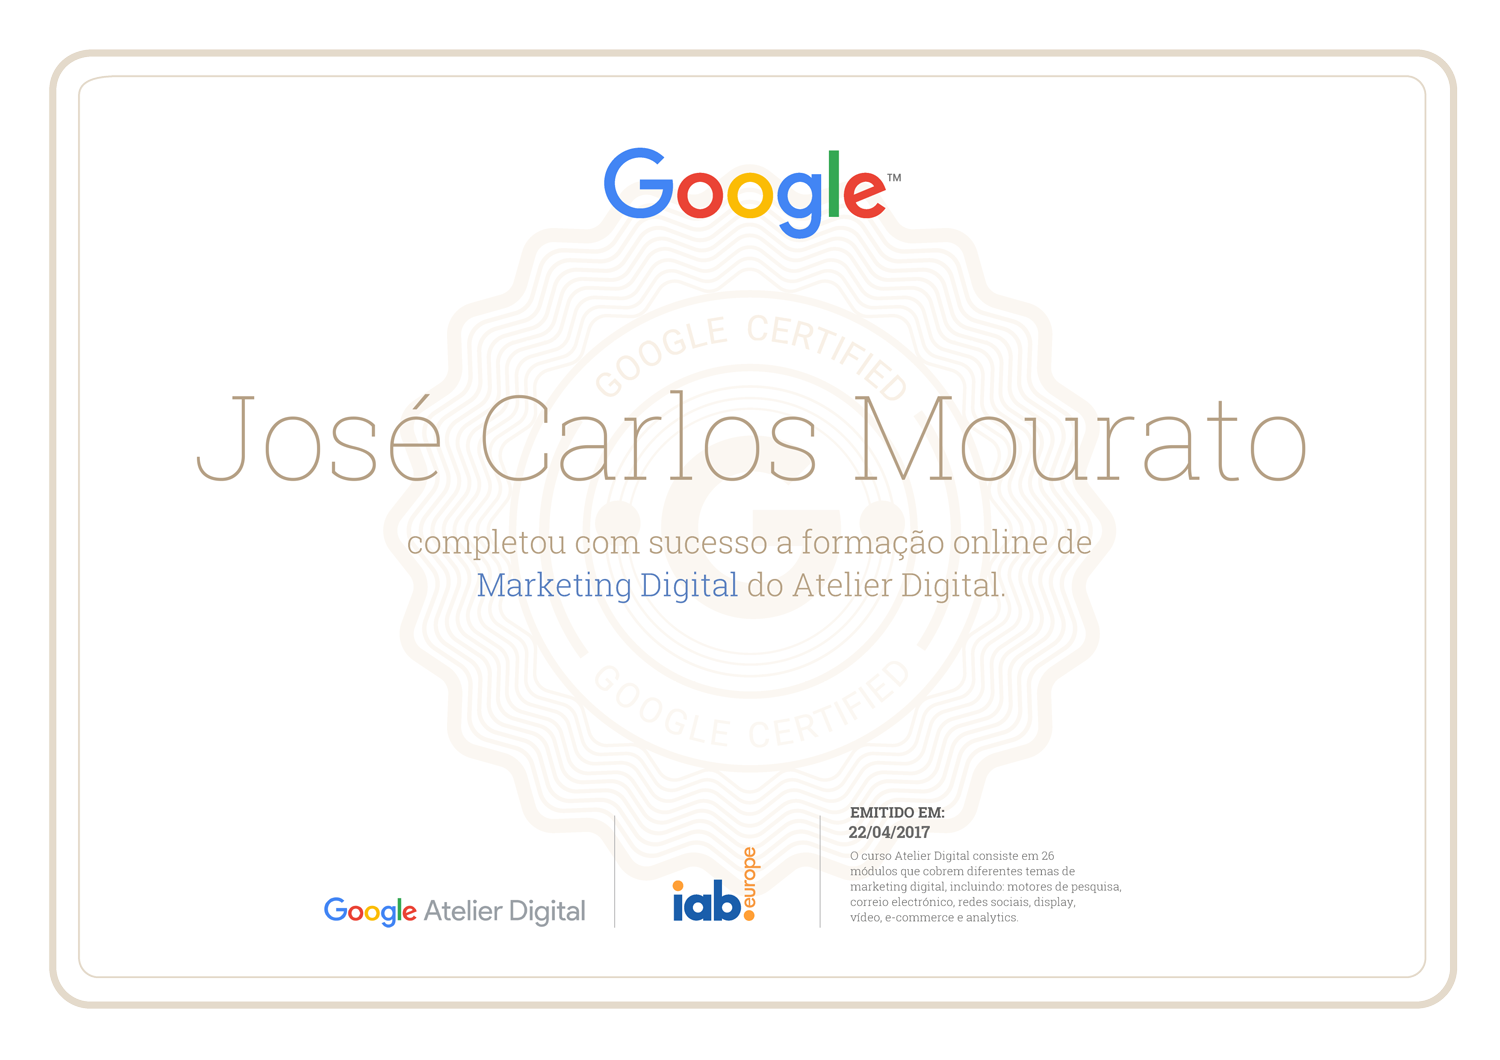 Google™
GOOGLE CERTIFIED
José Carlos Mourato
completou com sucesso a formação online de
Marketing Digital do Atelier Digital.
GOOGLE CERTIFIED
Google Atelier Digital
iab europe
EMITIDO EM:
22/04/2017
O curso Atelier Digital consiste em 26
módulos que cobrem diferentes temas de
marketing digital, incluindo: motores de pesquisa,
correio electrónico, redes sociais, display,
vídeo, e-commerce e analytics.